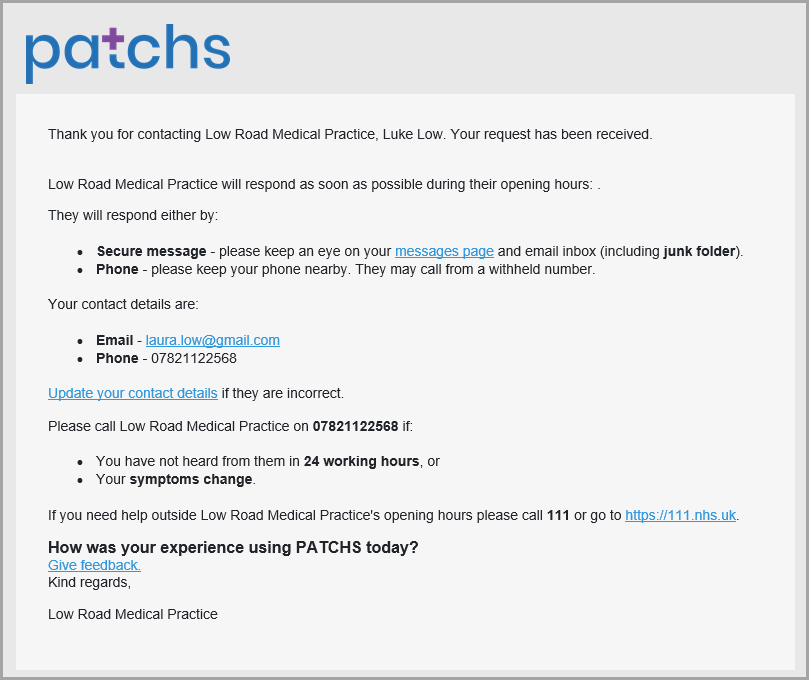 patchs
Thank you for contacting Low Road Medical Practice, Luke Low. Your request has been received.
Low Road Medical Practice will respond as soon as possible during their opening hours: .
They will respond either by:
• Secure message - please keep an eye on your messages page and email inbox (including junk folder).
• Phone - please keep your phone nearby. They may call from a withheld number.
Your contact details are:
• Email - laura.low@gmail.com
• Phone - 07821122568
Update your contact details if they are incorrect.
Please call Low Road Medical Practice on 07821122568 if:
• You have not heard from them in 24 working hours, or
• Your symptoms change.
If you need help outside Low Road Medical Practice's opening hours please call 111 or go to https://111.nhs.uk.
How was your experience using PATCHS today?
Give feedback.
Kind regards,
Low Road Medical Practice